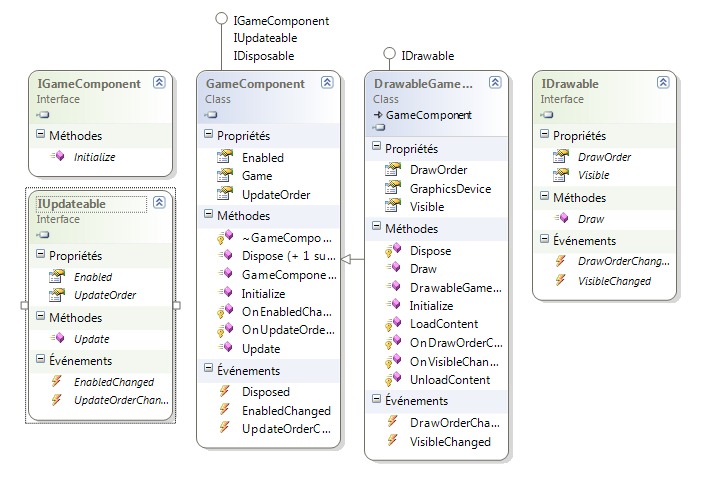 IGameComponent
IUpdateable
IDisposable
IDrawable
IGameComponent
Interface
Méthodes
Initialize
IUpdateable
Interface
Propriétés
Enabled
UpdateOrder
Méthodes
Update
Événements
EnabledChanged
UpdateOrderChan...
GameComponent
Class
Propriétés
Enabled
Game
UpdateOrder
Méthodes
~GameCompo...
Dispose (+ 1 su...
GameCompone...
Initialize
OnEnabledCha...
OnUpdateOrde...
Update
Événements
Disposed
EnabledChanged
UpdateOrderC...
DrawableGame...
Class
GameComponent
Propriétés
DrawOrder
GraphicsDevice
Visible
Méthodes
Dispose
Draw
DrawableGame...
Initialize
LoadContent
OnDrawOrderC...
OnVisibleChan...
UnloadContent
Événements
DrawOrderCha...
VisibleChanged
IDrawable
Interface
Propriétés
DrawOrder
Visible
Méthodes
Draw
Événements
DrawOrderChang...
VisibleChanged